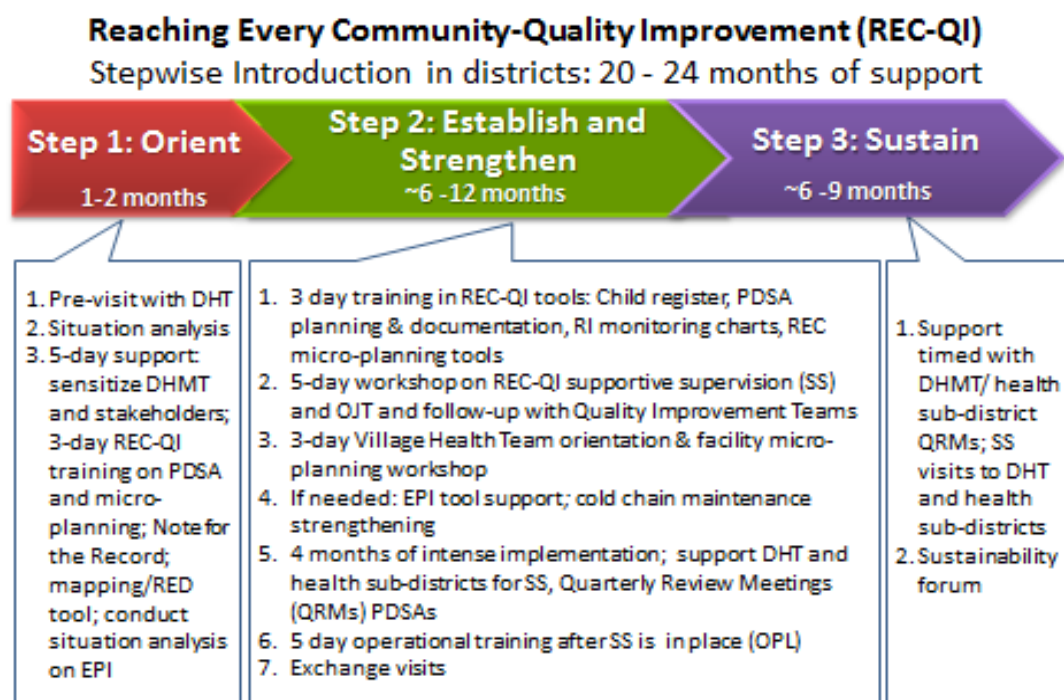 Reaching Every Community-Quality Improvement (REC-QI)
Stepwise Introduction in districts: 20 - 24 months of support
Step 1: Orient
1-2 months
Step 2: Establish and
Strengthen
~6 -12 months
Step 3: Sustain
~6 -9 months
1. Pre-visit with DHT
2. Situation analysis
3. 5-day support:
sensitize DHMT
and stakeholders;
3-day REC-QI
training on PDSA
and micro-
planning; Note for
the Record;
mapping/RED
tool; conduct
situation analysis
on EPI
1. 3 day training in REC-QI tools: Child register, PDSA
planning & documentation, RI monitoring charts, REC
micro-planning tools
2. 5-day workshop on REC-QI supportive supervision (SS)
and OJT and follow-up with Quality Improvement Teams
3. 3-day Village Health Team orientation & facility micro-
planning workshop
4. If needed: EPI tool support; cold chain maintenance
strengthening
5. 4 months of intense implementation; support DHT and
health sub-districts for SS, Quarterly Review Meetings
(QRMs) PDSAs
6. 5 day operational training after SS is in place (OPL)
7. Exchange visits
1. Support
timed with
DHMT/ health
sub-district
QRMs; SS
visits to DHT
and health
sub-districts
2. Sustainability
forum